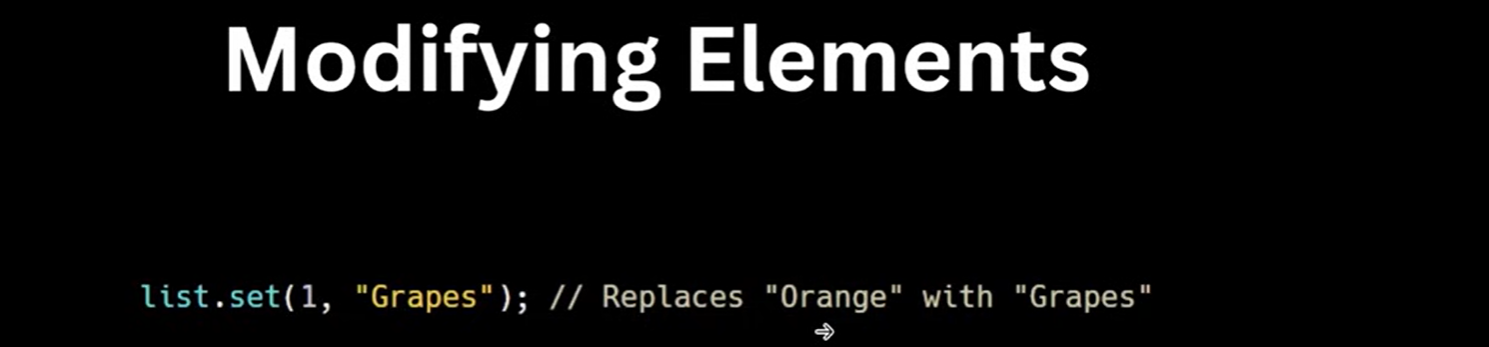 Modifying Elements
list.set(1, "Grapes"); // Replaces "Orange" with "Grapes"